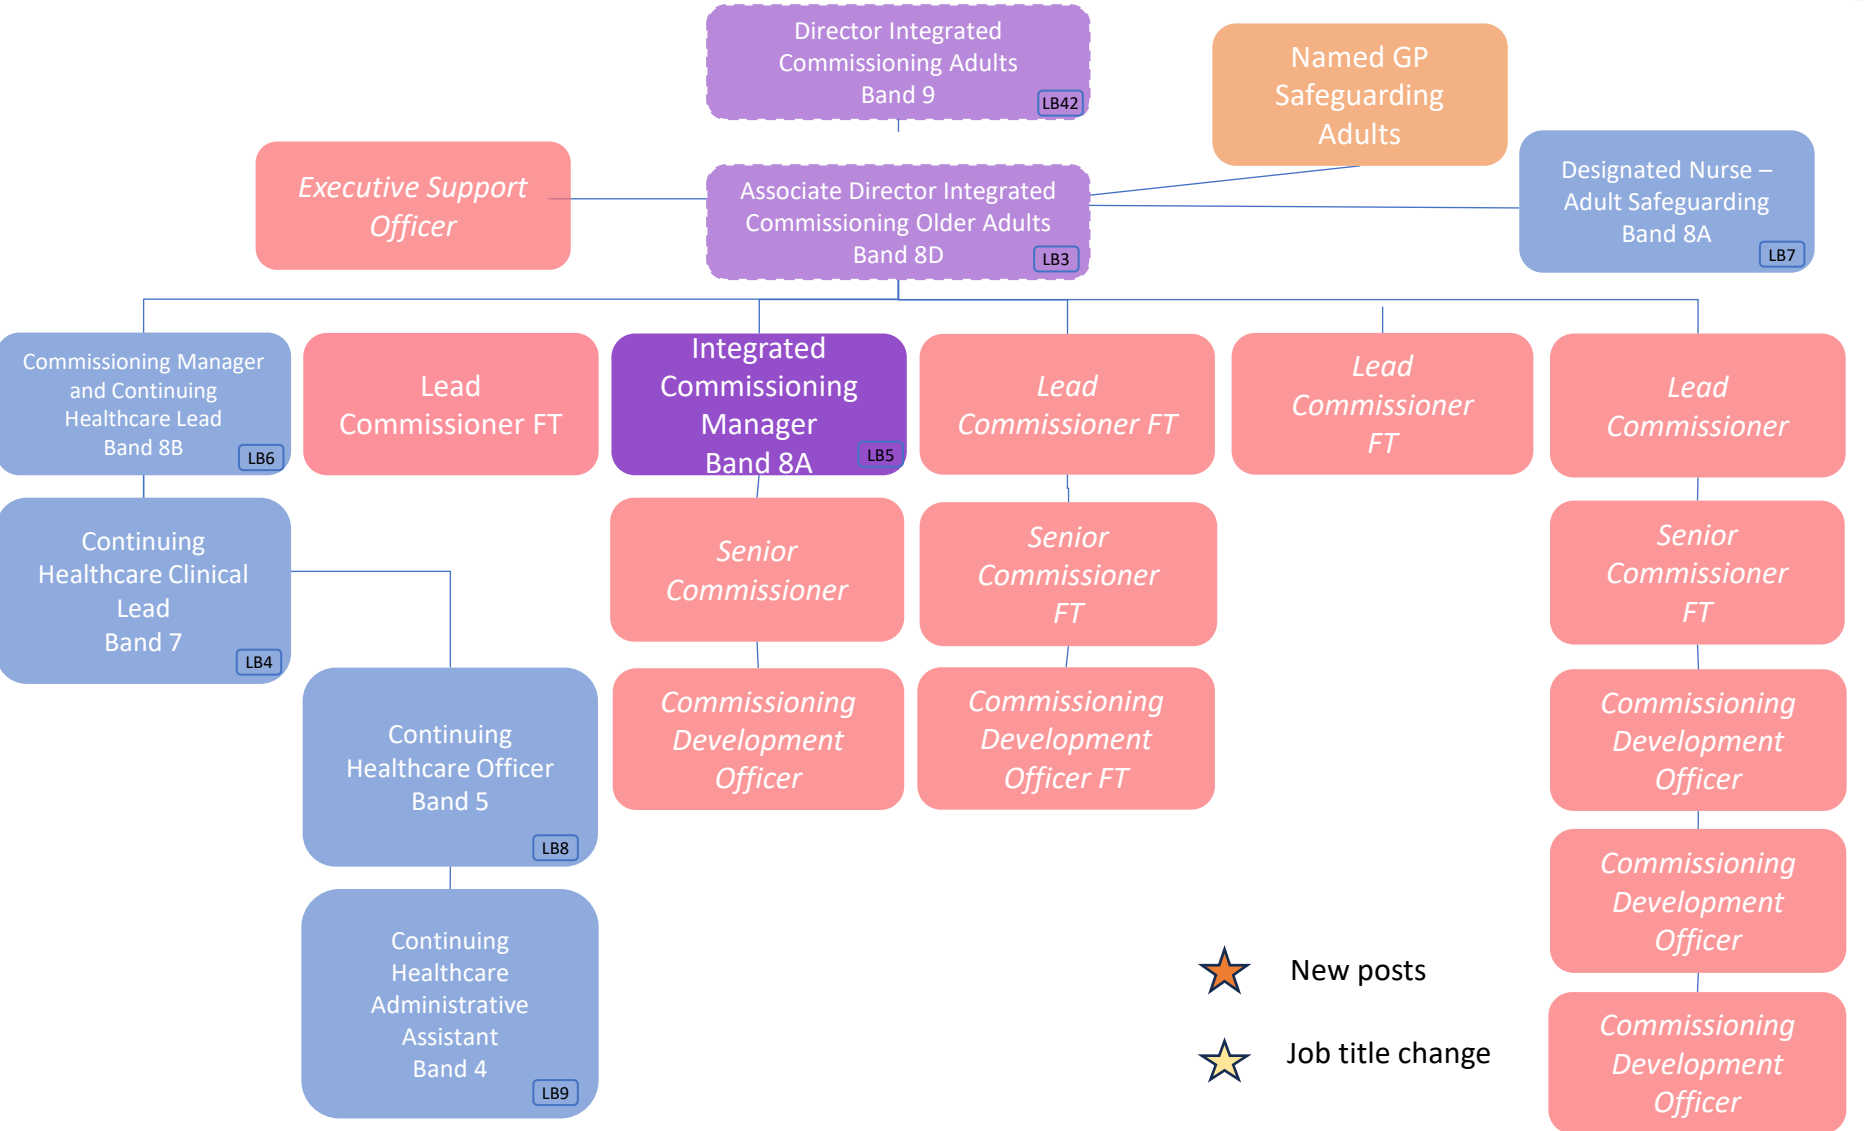 Director Integrated
Commissioning Adults
Band 9
LB42
Named GP
Safeguarding
Adults
Executive Support
Officer
Associate Director Integrated
Commissioning Older Adults
Band 8D
LB3
Designated Nurse –
Adult Safeguarding
Band 8A
LB7
Commissioning Manager
and Continuing
Healthcare Lead
Band 8B
LB6
Lead
Commissioner FT
Integrated
Commissioning
Manager
Band 8A
LB5
Lead
Commissioner FT
Lead
Commissioner
FT
Lead
Commissioner
Continuing
Healthcare Clinical
Lead
Band 7
LB4
Senior
Commissioner
Senior
Commissioner
FT
Senior
Commissioner
FT
Continuing
Healthcare Officer
Band 5
LB8
Commissioning
Development
Officer
Commissioning
Development
Officer FT
Commissioning
Development
Officer
Commissioning
Development
Officer
Continuing
Healthcare
Administrative
Assistant
Band 4
LB9
New posts
Job title change
Commissioning
Development
Officer